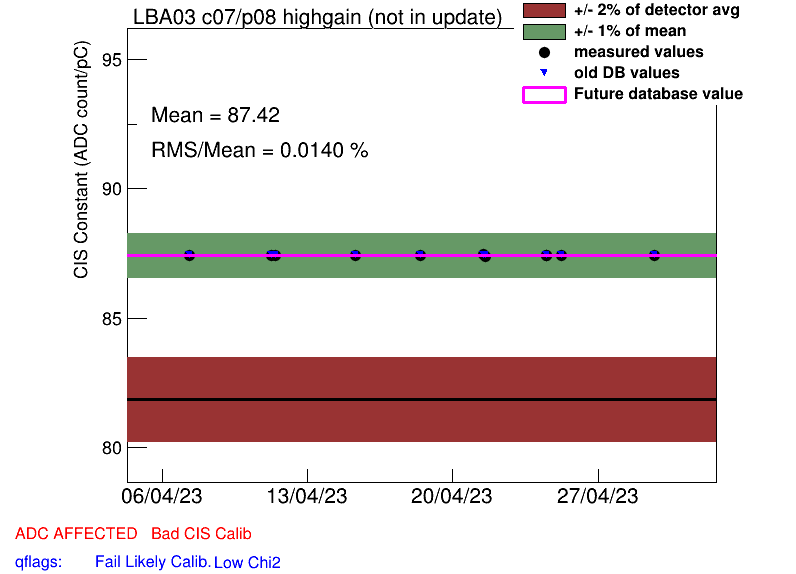 LBA03 c07/p08 highgain (not in update)
+/- 2% of detector avg
+/- 1% of mean
measured values
old DB values
Future database value
CIS Constant (ADC count/pC)
95
Mean = 87.42
RMS/Mean = 0.0140 %
90
85
80
06/04/23 13/04/23 20/04/23 27/04/23
ADC AFFECTED Bad CIS Calib
qflags: Fail Likely Calib. Low Chi2